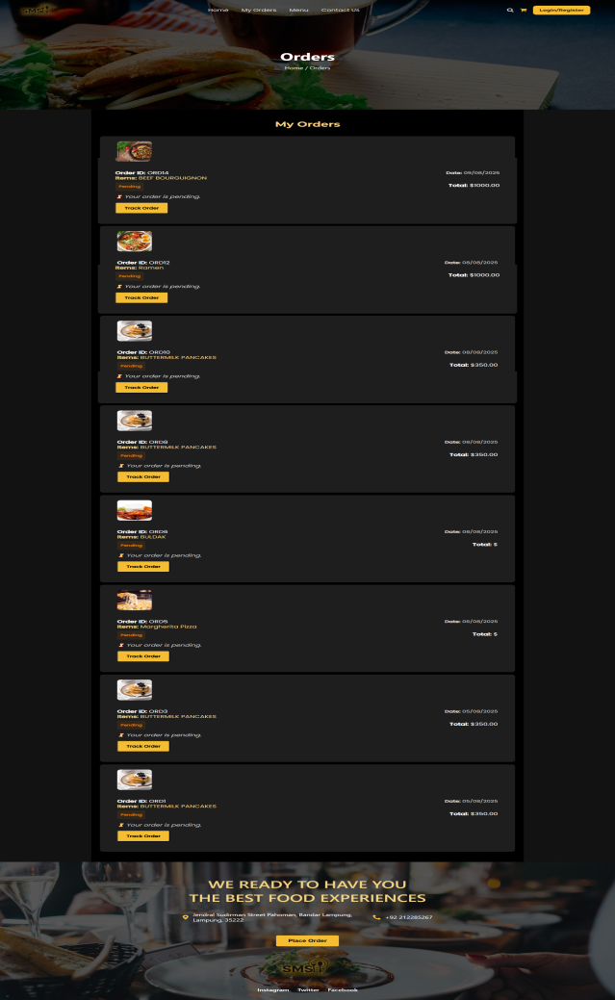 SMSIT
Home My Orders Menu Contact Us Login/Register
Orders
Home / Orders
My Orders
Order ID: ORD14 Date: 09/08/2025
Items: BEEF BOURGUIGNON
Pending Total: $1000.00
Your order is pending.
Track Order
Order ID: ORD12 Date: 08/08/2025
Items: Ramen
Pending Total: $1000.00
Your order is pending.
Track Order
Order ID: ORD10 Date: 08/08/2025
Items: BUTTERMILK PANCAKES
Pending Total: $350.00
Your order is pending.
Track Order
Order ID: ORD8 Date: 08/08/2025
Items: BUTTERMILK PANCAKES
Pending Total: $350.00
Your order is pending.
Track Order
Order ID: ORD6 Date: 06/08/2025
Items: BULDAK
Pending Total: $
Your order is pending.
Track Order
Order ID: ORD5 Date: 06/08/2025
Items: Margherita Pizza
Pending Total: $
Your order is pending.
Track Order
Order ID: ORD3 Date: 05/08/2025
Items: BUTTERMILK PANCAKES
Pending Total: $350.00
Your order is pending.
Track Order
Order ID: ORD1 Date: 05/08/2025
Items: BUTTERMILK PANCAKES
Pending Total: $350.00
Your order is pending.
Track Order
WE READY TO HAVE YOU
THE BEST FOOD EXPERIENCES
Jendral Sudirman Street Pahoman, Bandar Lampung,
Lampung, 35222
+92 212285267
Place Order
SMSIT
Instagram Twitter Facebook